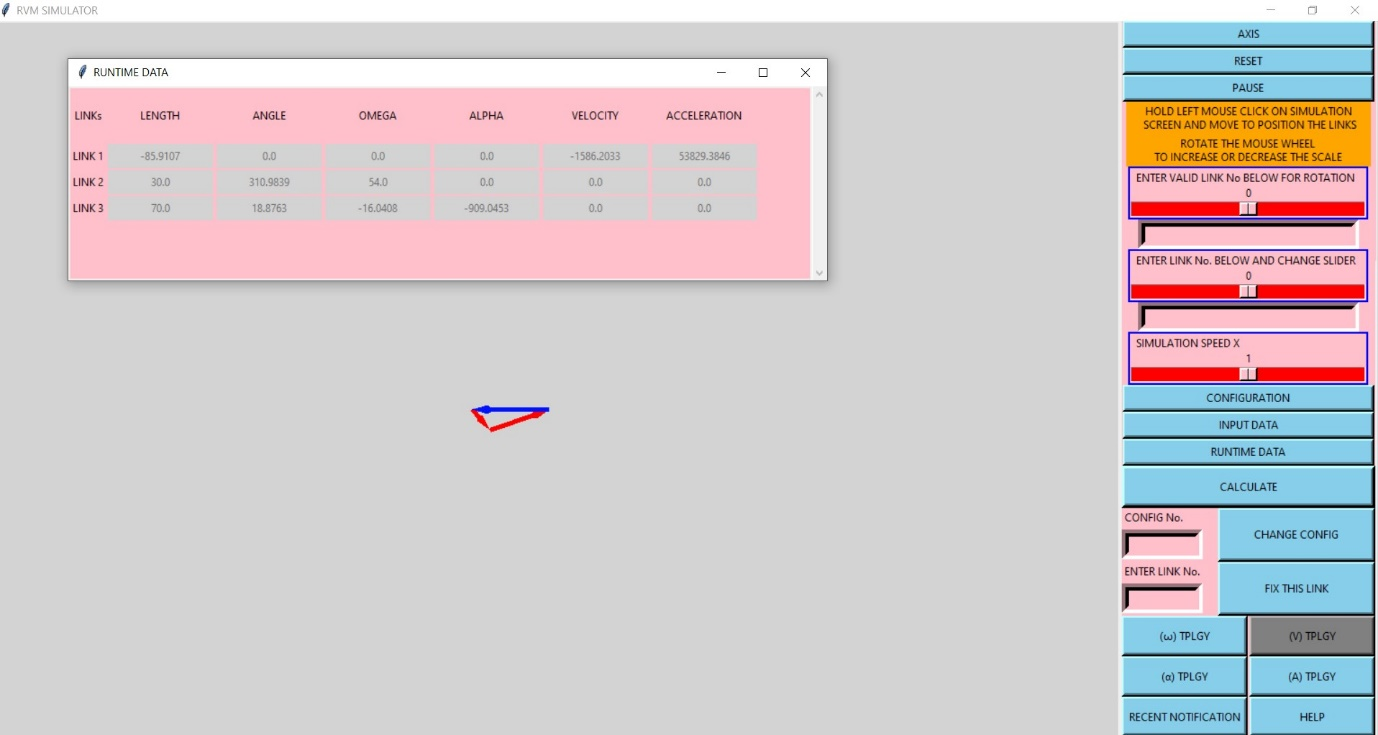 RVM SIMULATOR
RUNTIME DATA
LINKs LENGTH ANGLE OMEGA ALPHA VELOCITY ACCELERATION
LINK 1 -85.9107 0.0 0.0 0.0 -1586.2033 53829.3846
LINK 2 30.0 310.9839 54.0 0.0 0.0 0.0
LINK 3 70.0 18.8763 -16.0408 -909.0453 0.0 0.0
AXIS
RESET
PAUSE
HOLD LEFT MOUSE CLICK ON SIMULATION
SCREEN AND MOVE TO POSITION THE LINKS
ROTATE THE MOUSE WHEEL
TO INCREASE OR DECREASE THE SCALE
ENTER VALID LINK No BELOW FOR ROTATION
0
ENTER LINK No. BELOW AND CHANGE SLIDER
0
SIMULATION SPEED X
1
CONFIGURATION
INPUT DATA
RUNTIME DATA
CALCULATE
CONFIG No.
CHANGE CONFIG
ENTER LINK No.
FIX THIS LINK
(ω) TPLGY (V) TPLGY
(α) TPLGY (A) TPLGY
RECENT NOTIFICATION HELP